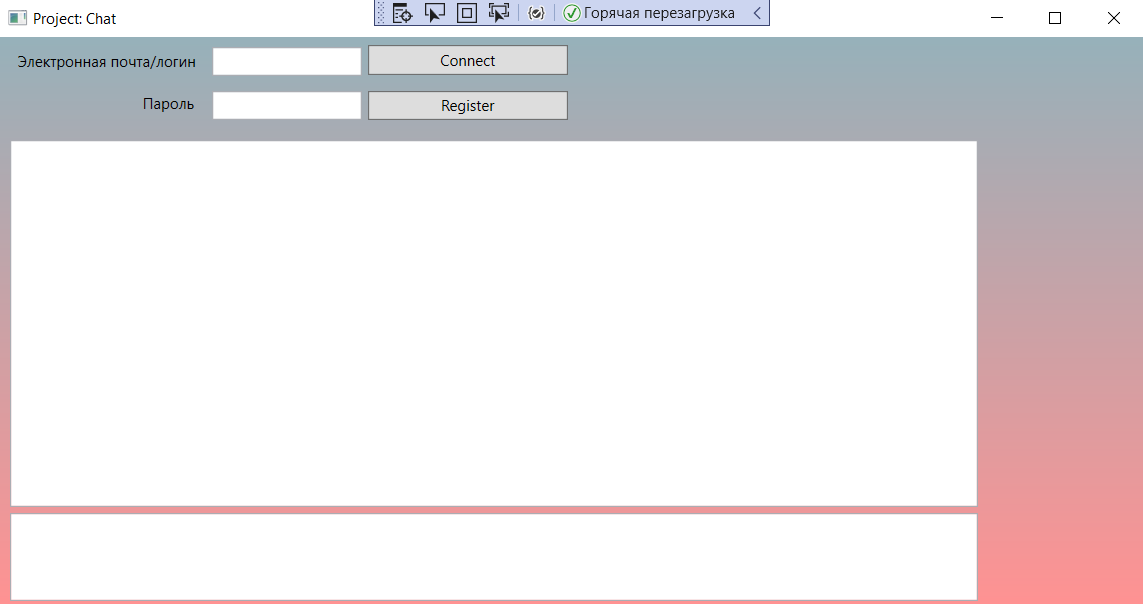 Project: Chat
Горячая перезагрузка
Электронная почта/логин
Connect
Пароль
Register